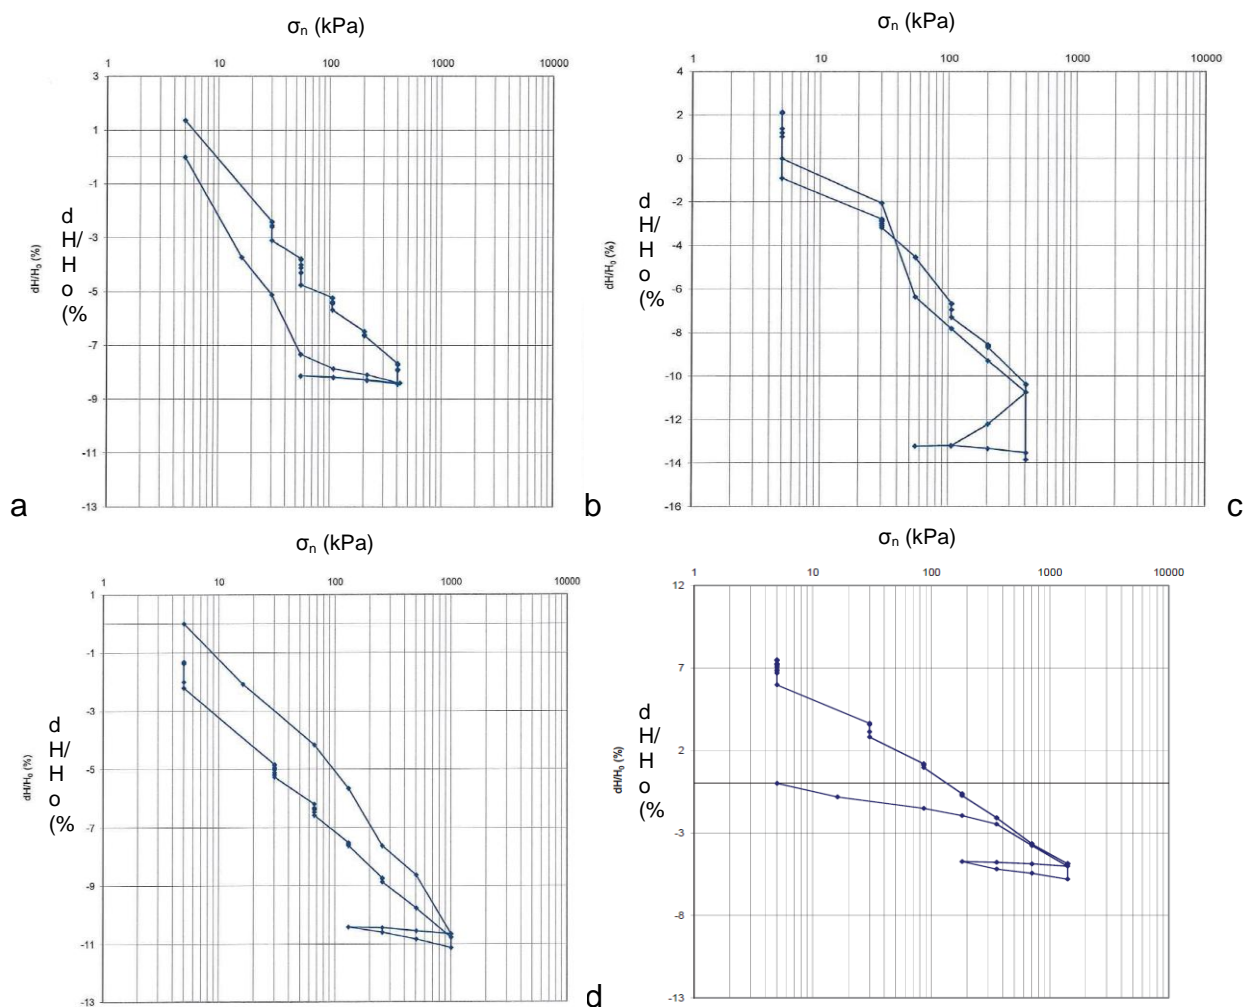 σn (kPa)
1 10 100 1000 10000
3
1
-1
-3
-5
-7
-9
-11
-13
dH/H0 (%)
d
H/
H
o
(%
a
σn (kPa)
1 10 100 1000 10000
4
2
0
-2
-4
-6
-8
-10
-12
-14
-16
dH/H0 (%)
d
H/
H
o
(%
b
c
σn (kPa)
1 10 100 1000 10000
1
-1
-3
-5
-7
-9
-11
-13
dH/H0 (%)
d
H/
H
o
(%
σn (kPa)
1 10 100 1000 10000
12
7
2
-3
-8
-13
dH/H0 (%)
d
H/
H
o
(%
d